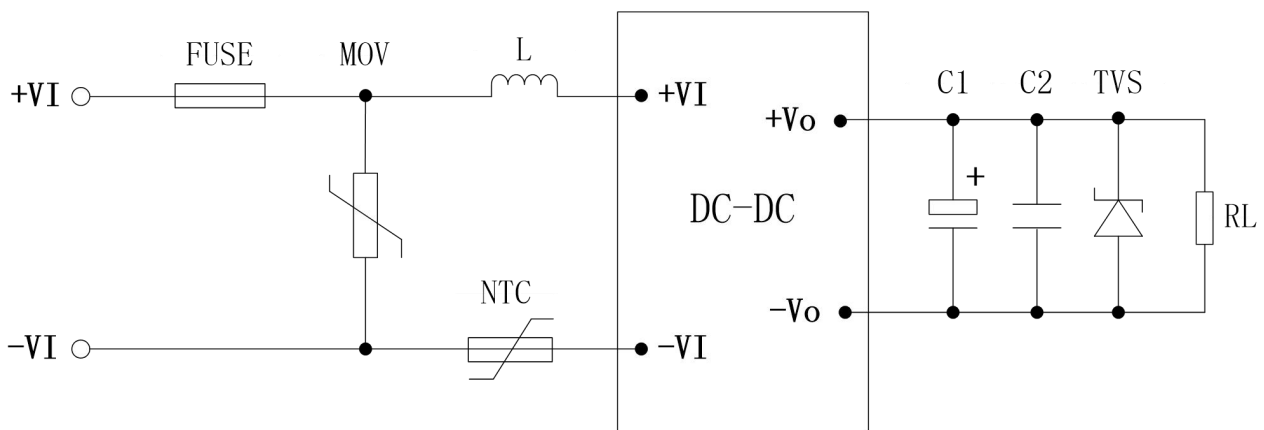 FUSE
MOV
L
+VI
+VI
C1
C2
TVS
+Vo
+
DC-DC
RL
NTC
-Vo
-VI
-VI